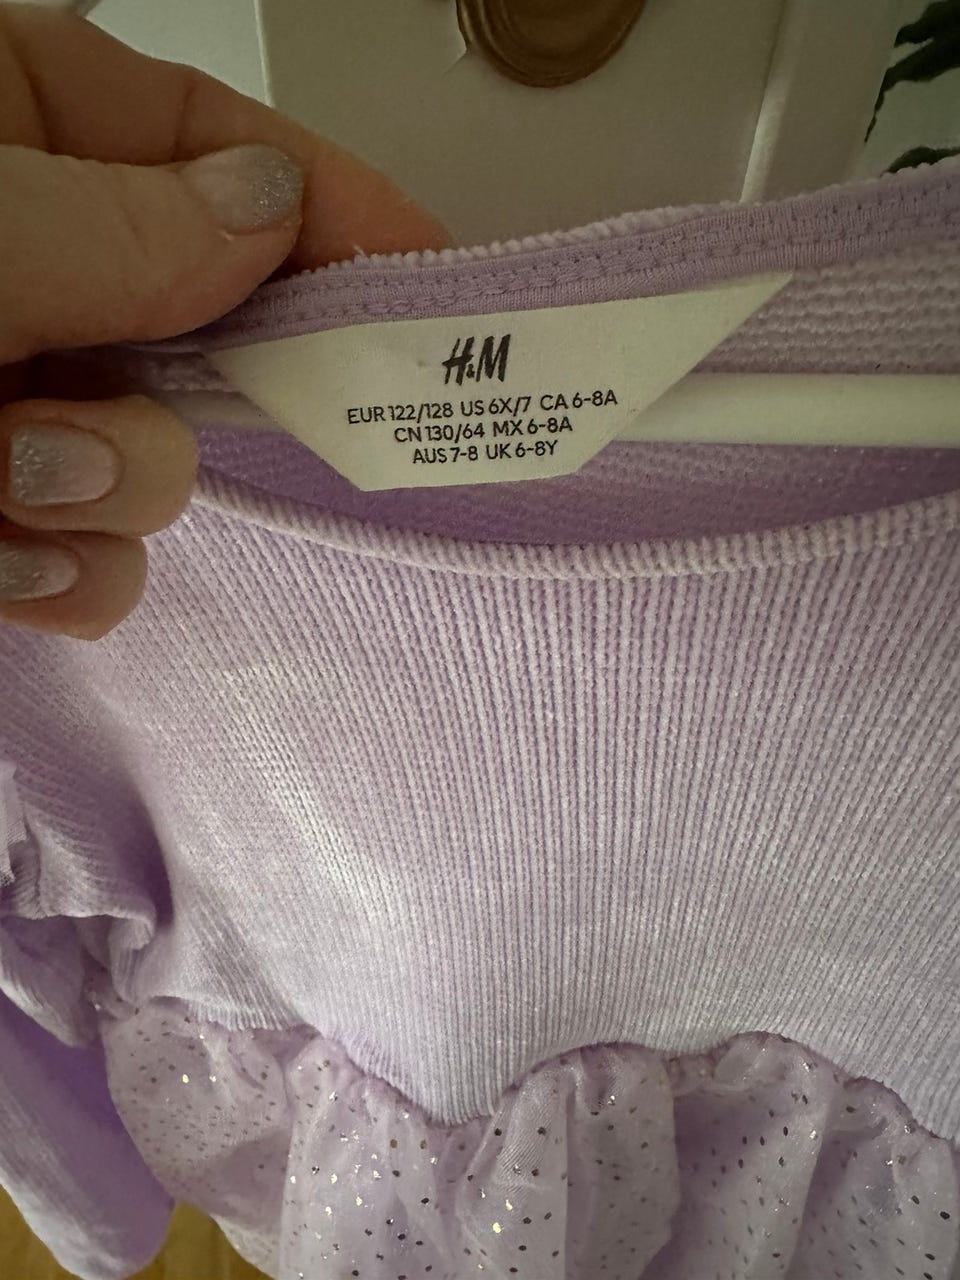 H&M
EUR 122/128 US 6X/7 CA 6-8A
CN 130/64 MX 6-8A
AUS 7-8 UK 6-8Y